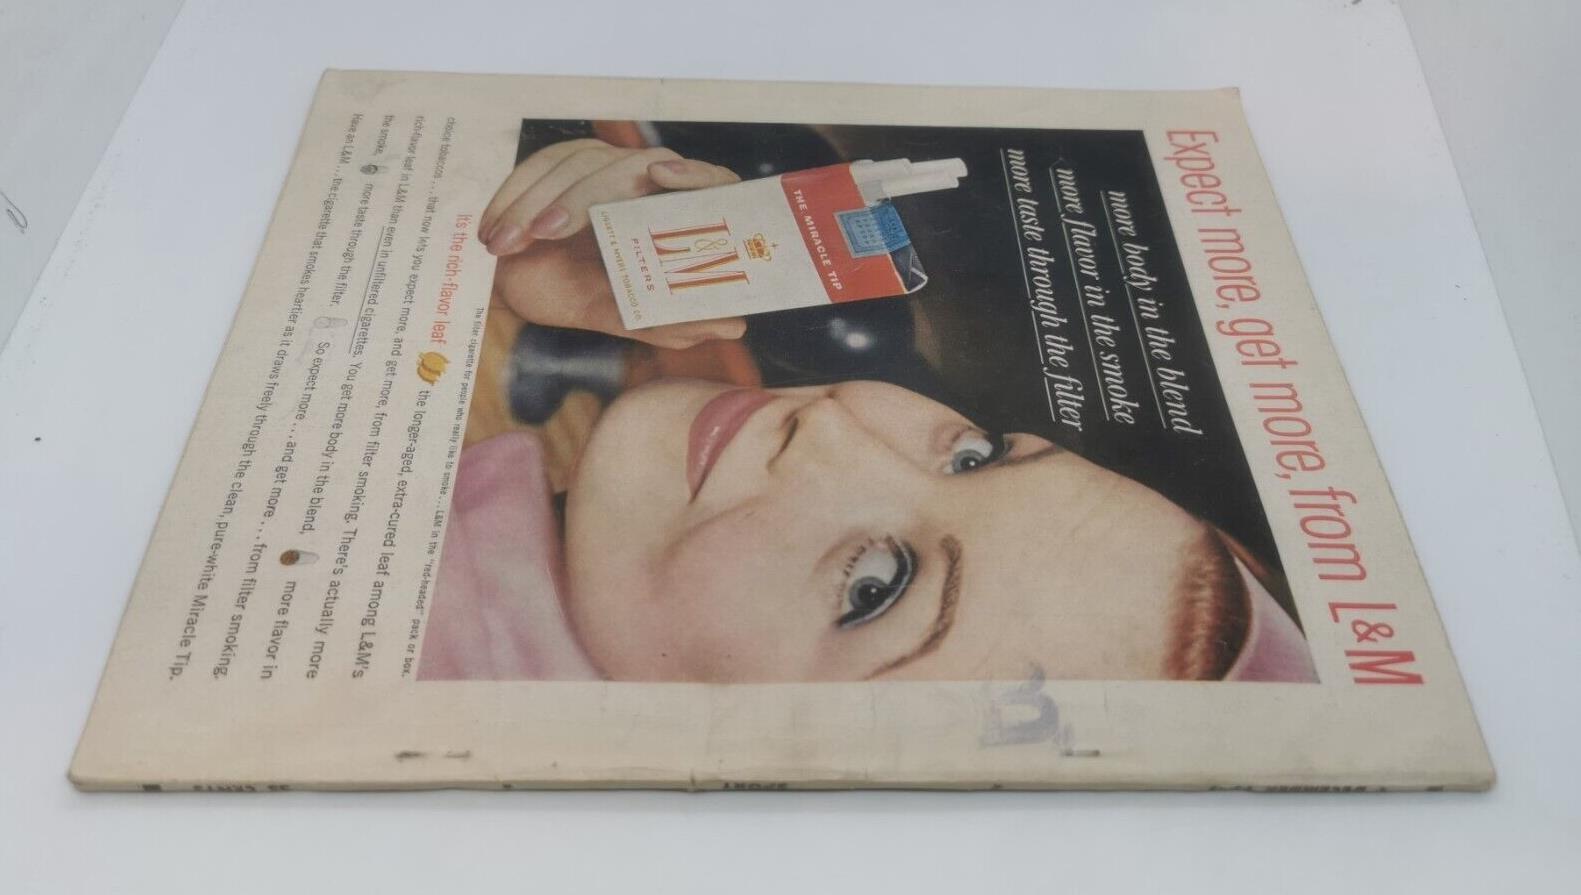 Expect more, get more, from L&M
more body in the blend
more flavor in the smoke
more taste through the filter
THE MIRACLE TIP
L&M
FILTERS
LIGGETT & MYERS TOBACCO CO.
The filter cigarette for people who really like to smoke... L&M in the "red-headed" pack or box.
It's the rich-flavor leaf the longer-aged, extra-cured leaf among L&M's
choice tobaccos... that now lets you expect more, and get more, from filter smoking. There's actually more
rich-flavor leaf in L&M than even in unfiltered cigarettes. You get more body in the blend, more flavor in
the smoke, more taste through the filter. So expect more... and get more... from filter smoking.
Have an L&M... the cigarette that smokes heartier as it draws freely through the clean, pure-white Miracle Tip.
35 CENTS
SPORT
DECEMBER